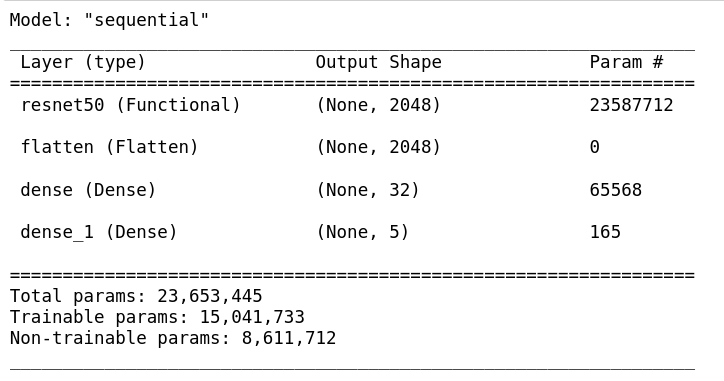 Model: "sequential"
_________________________________________________________________
Layer (type) Output Shape Param #
=================================================================
resnet50 (Functional) (None, 2048) 23587712
flatten (Flatten) (None, 2048) 0
dense (Dense) (None, 32) 65568
dense_1 (Dense) (None, 5) 165
=================================================================
Total params: 23,653,445
Trainable params: 15,041,733
Non-trainable params: 8,611,712
_________________________________________________________________